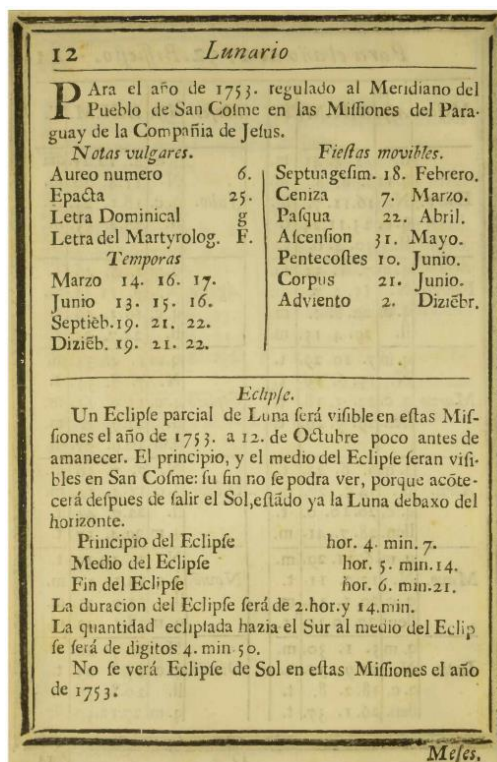 12 Lunario
PAra el año de 1753. regulado al Meridiano del
Pueblo de San Coſme en las Miſſiones del Para-
guay de la Compañia de Jeſus.
Notas vulgares.
Aureo numero 6.
Epacta 25.
Letra Dominical g
Letra del Martyrolog. F.
Temporas
Marzo 14. 16. 17.
Junio 13. 15. 16.
Septiẽb. 19. 21. 22.
Diziẽb. 19. 21. 22.
Fieſtas movibles.
Septuageſim. 18. Febrero.
Ceniza 7. Marzo.
Paſqua 22. Abril.
Aſcenſion 31. Mayo.
Pentecoſtes 10. Junio.
Corpus 21. Junio.
Adviento 2. Diziẽbr.
Eclipſe.
Un Eclipſe parcial de Luna ſerá viſible en eſtas Miſ-
ſiones el año de 1753. a 12. de Octubre poco antes de
amanecer. El principio, y el medio del Eclipſe ſeran viſi-
bles en San Coſme: ſu fin no ſe podra ver, porque acõte-
cerá deſpues de ſalir el Sol, eſtãdo ya la Luna debaxo del
horizonte.
Principio del Eclipſe hor. 4. min. 7.
Medio del Eclipſe hor. 5. min. 14.
Fin del Eclipſe hor. 6. min. 21.
La duracion del Eclipſe ſerá de 2. hor. y 14. min.
La quantidad eclipſada hazia el Sur al medio del Eclip
ſe ſerá de digitos 4. min 50.
No ſe verá Eclipſe de Sol en eſtas Miſſiones el año
de 1753.
Meſes,